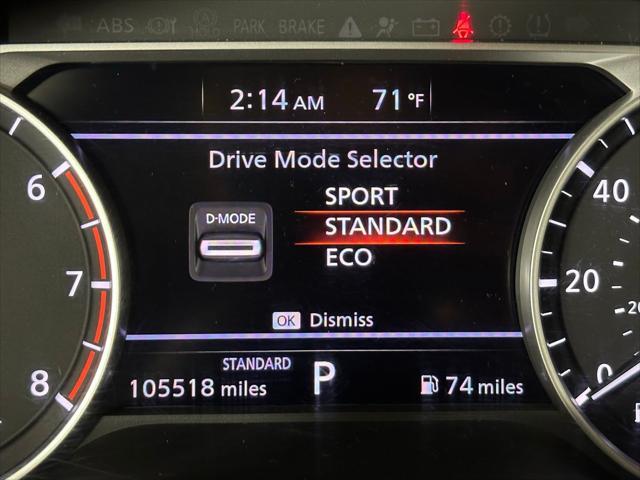 ABS PARK BRAKE
2:14 AM 71 °F
Drive Mode Selector
SPORT
D-MODE
STANDARD
ECO
OK Dismiss
STANDARD
105518 miles P 74 miles
6
7
8
40
20
0
20